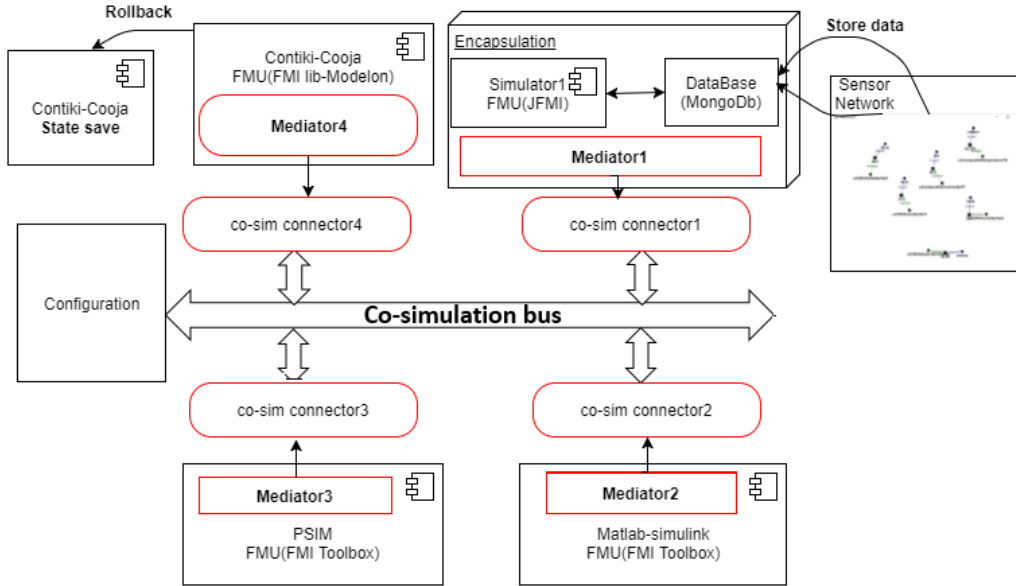 Rollback
Store data
Contiki-Cooja
FMU(FMI lib-Modelon)
Mediator4
Contiki-Cooja
State save
Encapsulation
Simulator1
FMU(JFMI)
DataBase
(MongoDb)
Mediator1
Sensor
Network
co-sim connector4
co-sim connector1
Configuration
Co-simulation bus
co-sim connector3
co-sim connector2
Mediator3
PSIM
FMU(FMI Toolbox)
Mediator2
Matlab-simulink
FMU(FMI Toolbox)